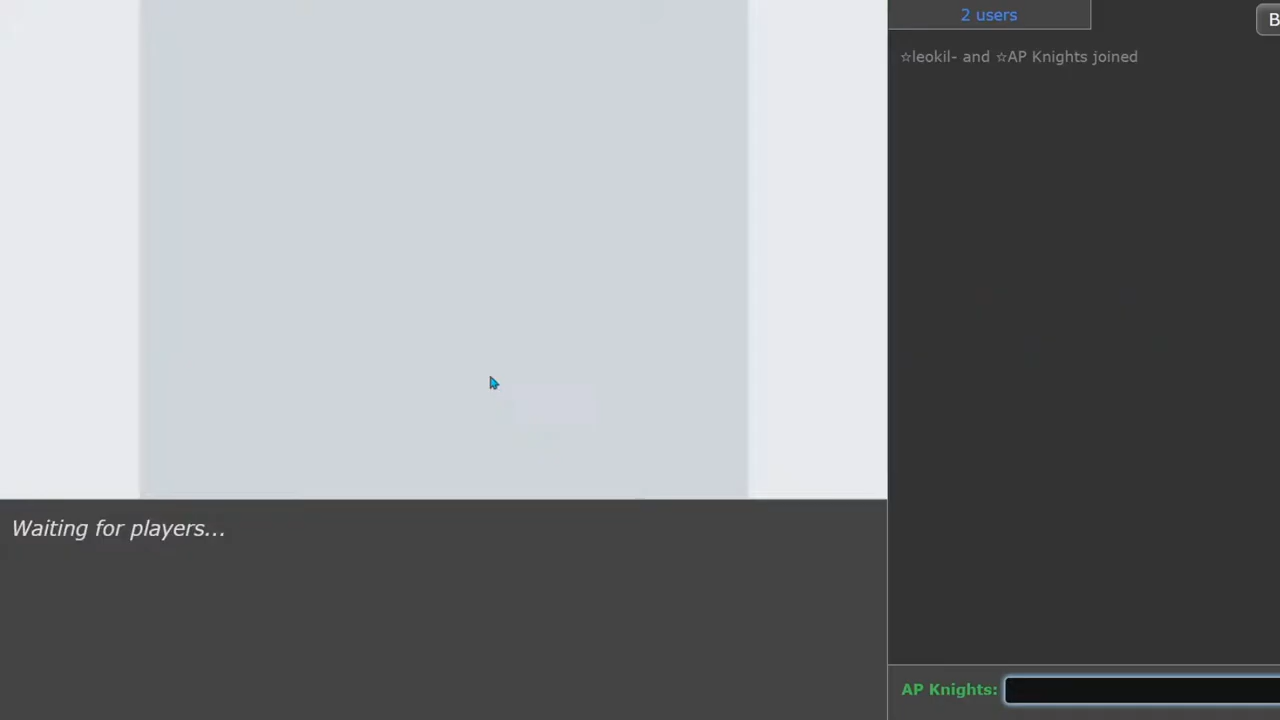 2 users
B
☆leokil- and ☆AP Knights joined
Waiting for players...
AP Knights: